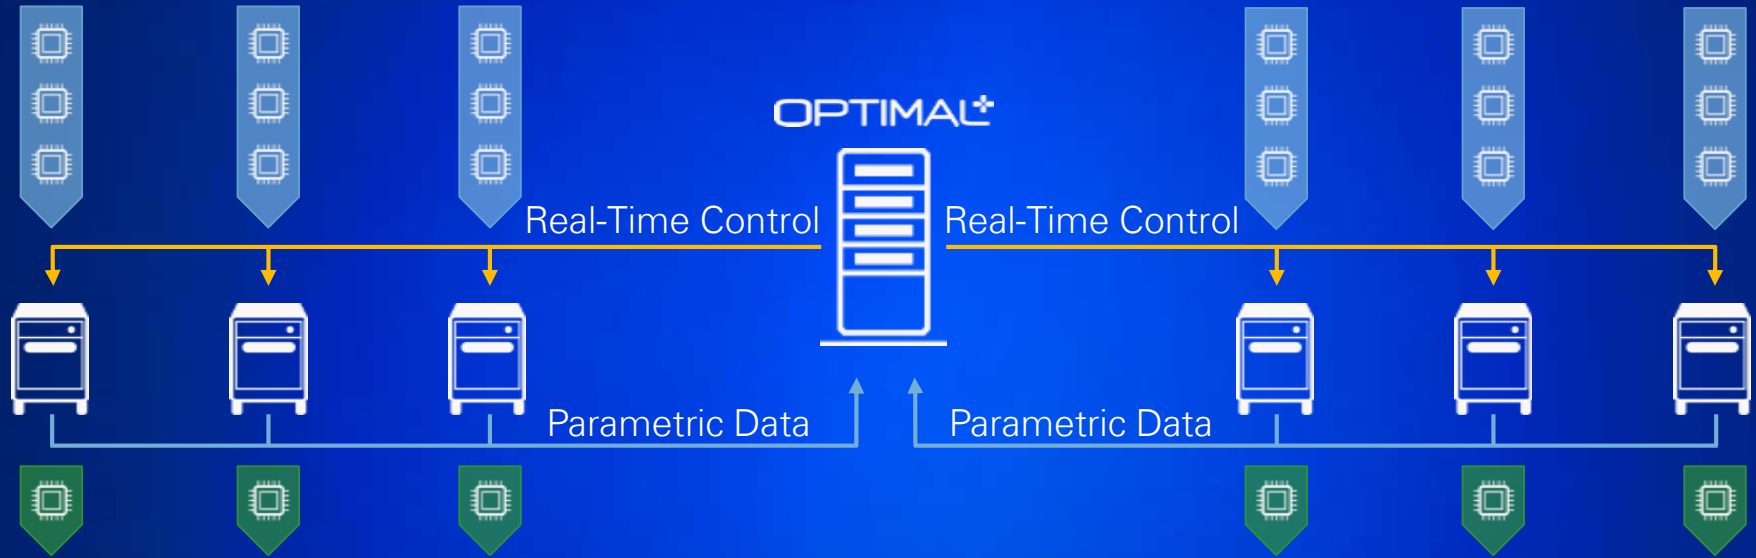 OPTIMAL+
Real-Time Control
Real-Time Control
Parametric Data
Parametric Data